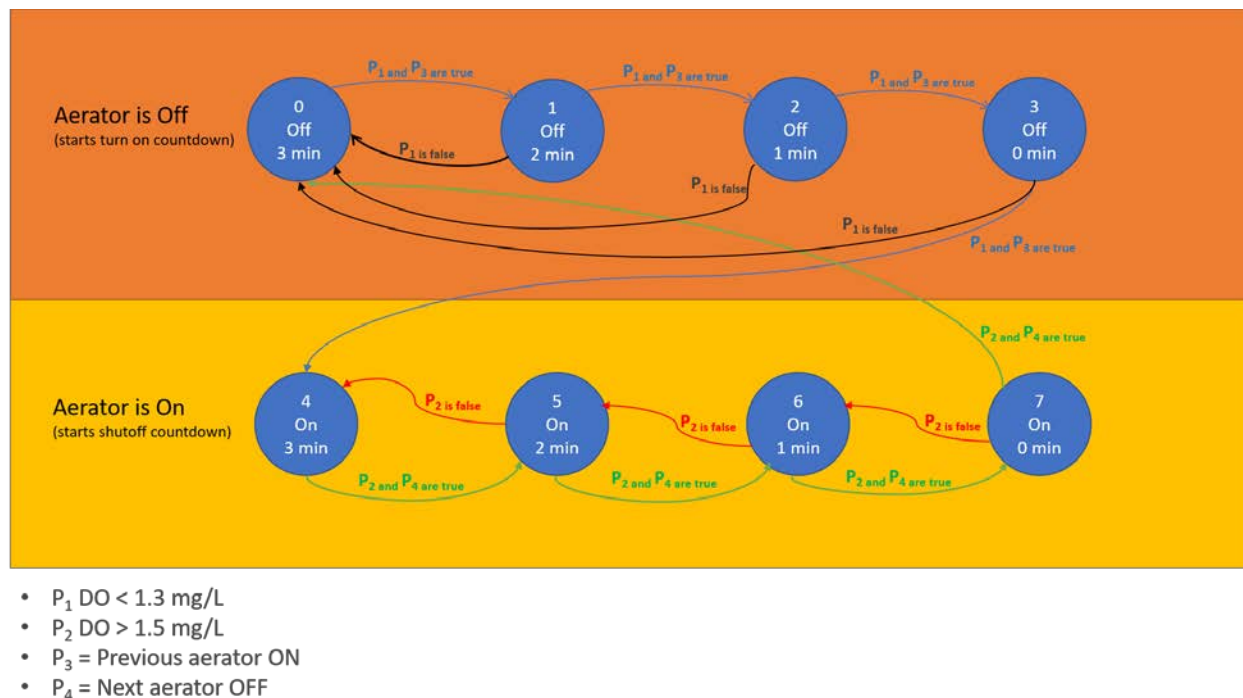 P1 and P3 are true
P1 and P3 are true
P1 and P3 are true
Aerator is Off
(starts turn on countdown)
0
Off
3 min
1
Off
2 min
2
Off
1 min
3
Off
0 min
P1 is false
P1 is false
P1 is false
P1 and P3 are true
P2 and P4 are true
Aerator is On
(starts shutoff countdown)
4
On
3 min
5
On
2 min
6
On
1 min
7
On
0 min
P2 is false
P2 is false
P2 is false
P2 and P4 are true
P2 and P4 are true
P2 and P4 are true
• P1 DO < 1.3 mg/L
• P2 DO > 1.5 mg/L
• P3 = Previous aerator ON
• P4 = Next aerator OFF